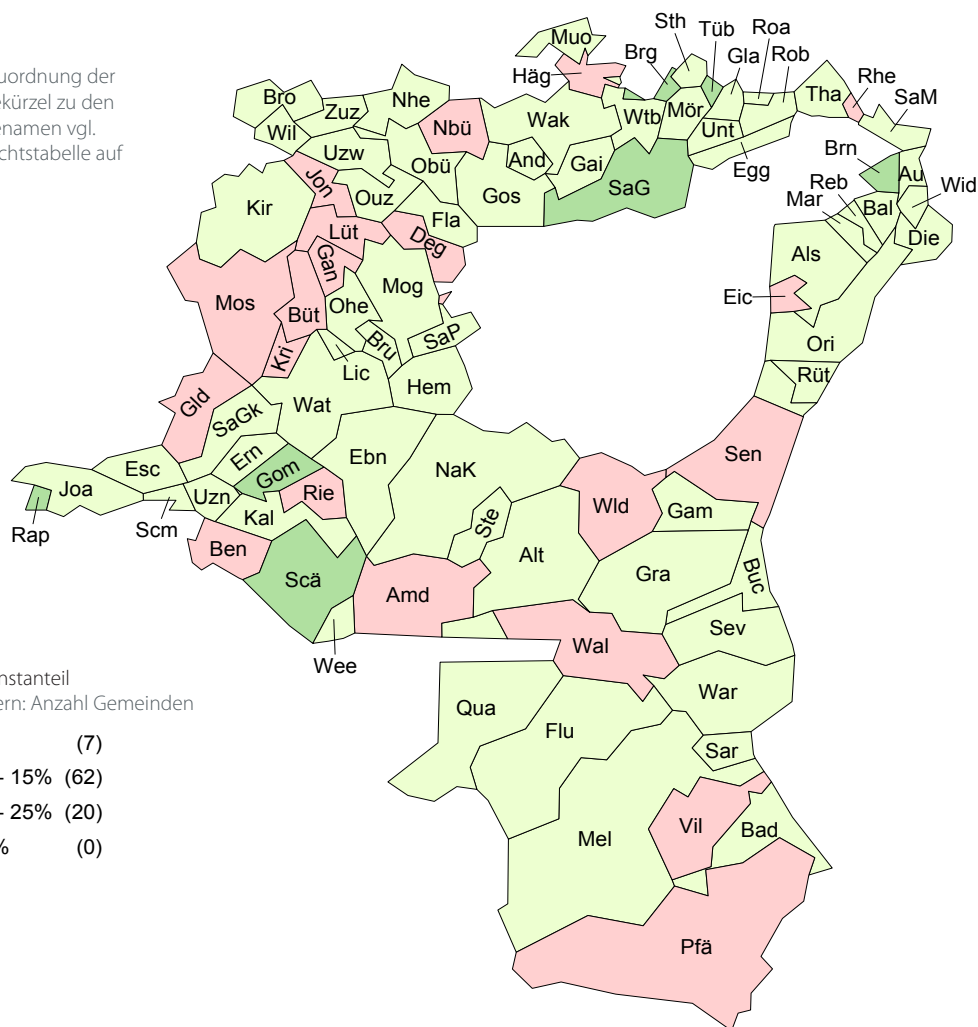 uordnung der
ekürzel zu den
enamen vgl.
chtstabelle auf
Muo
Häg
Brg
Sth
Tüb
Gla
Roa
Rob
Tha
Rhe
SaM
Bro
Zuz
Nhe
Wil
Nbü
Wak
Wtb
Mör
Unt
Egg
Uzw
Obü
And
Gai
SaG
Gos
Brn
Au
Wid
Jon
Ouz
Fla
Kir
Reb
Mar
Bal
Die
Lüt
Deg
Als
Gan
Mog
Mos
Büt
Ohe
Eic
Ori
Kri
Lic
Bru
SaP
Rüt
Gld
Wat
Hem
SaGk
Sen
Ern
Ebn
NaK
Esc
Gom
Joa
Uzn
Rie
Wld
Gam
Rap
Scm
Kal
Ste
Ben
Alt
Gra
Buc
Scä
Amd
Sev
Wee
Wal
nstanteil
ern: Anzahl Gemeinden
(7)
- 15% (62)
- 25% (20)
% (0)
War
Qua
Flu
Sar
Vil
Bad
Mel
Pfä